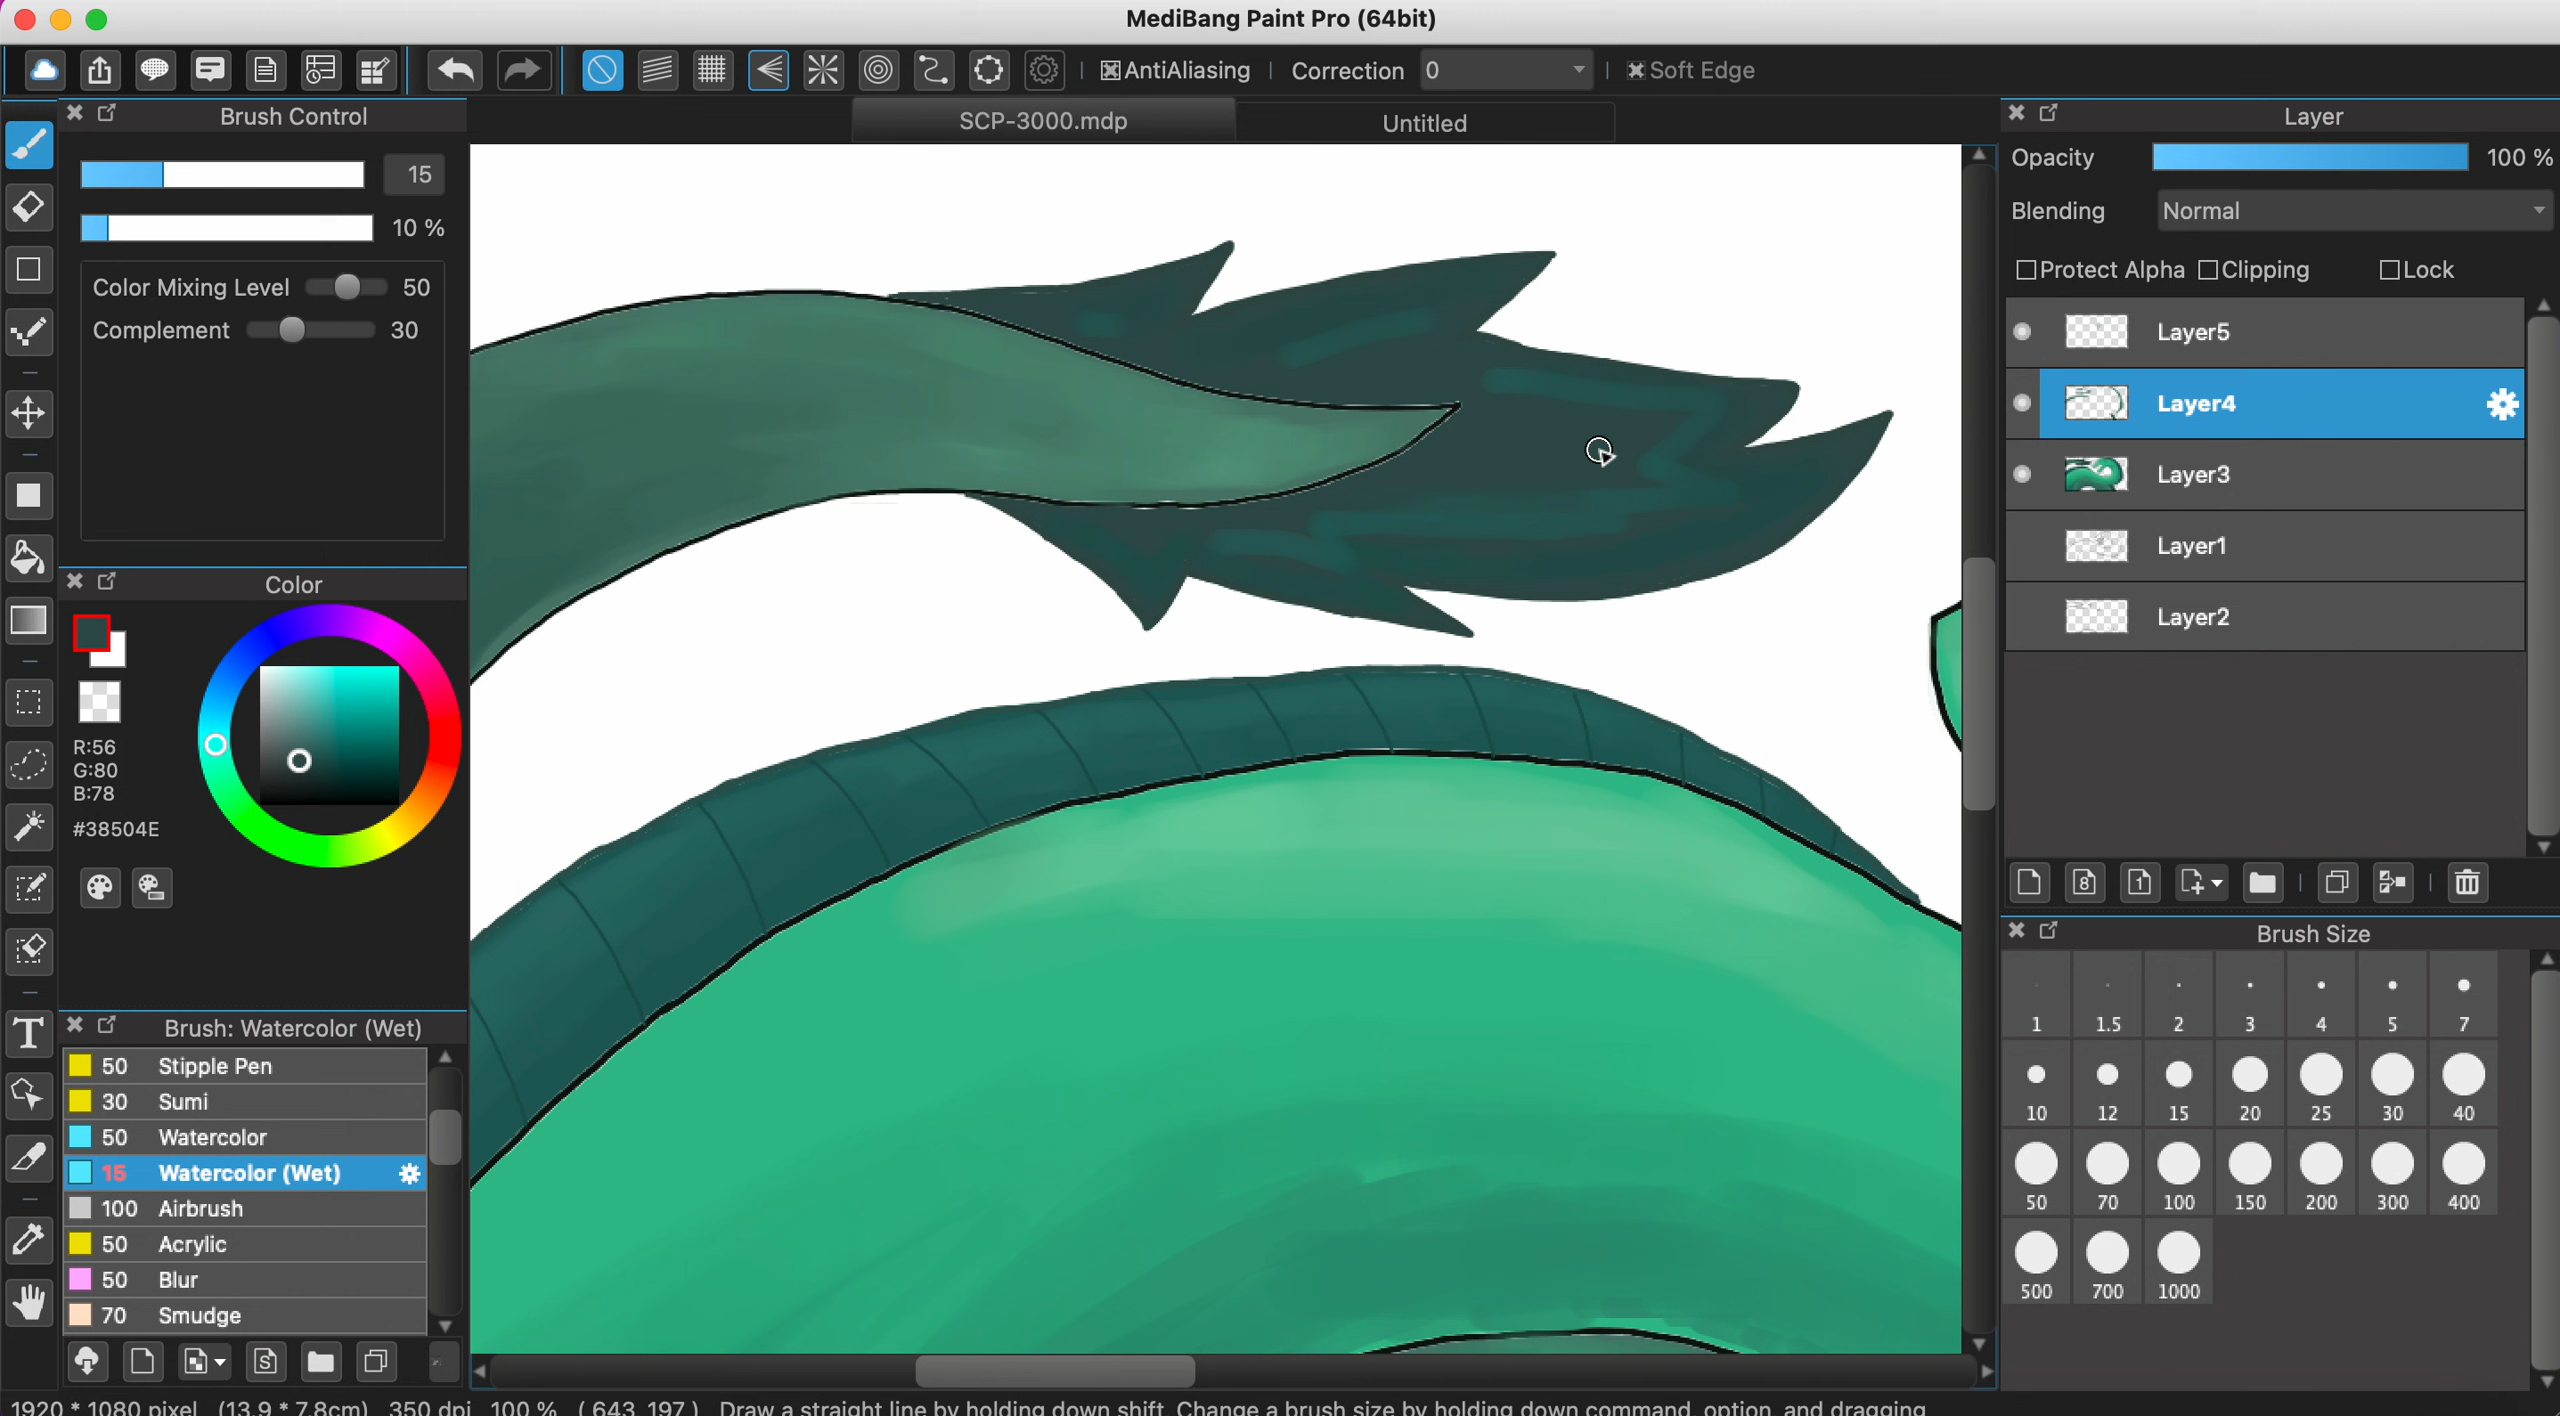 MediBang Paint Pro (64bit)
AntiAliasing
Correction
0
Soft Edge
Brush Control
SCP-3000.mdp
Untitled
Layer
15
10 %
Color Mixing Level
50
Complement
30
Opacity
100 %
Blending
Normal
Protect Alpha
Clipping
Lock
Layer5
Layer4
Layer3
Layer1
Layer2
8
1
Color
R:56
G:80
B:78
#38504E
Brush: Watercolor (Wet)
50 Stipple Pen
30 Sumi
50 Watercolor
15 Watercolor (Wet)
100 Airbrush
50 Acrylic
50 Blur
70 Smudge
T
S
Brush Size
1 1.5 2 3 4 5 7
10 12 15 20 25 30 40
50 70 100 150 200 300 400
500 700 1000
1920 * 1080 pixel (13.9 * 7.8cm) 350 dpi 100 % ( 643, 197 ) Draw a straight line by holding down shift, Change a brush size by holding down command, option, and dragging